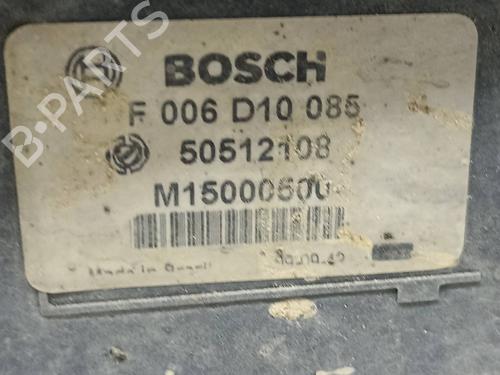 B-PARTS
BOSCH
F 006 D10 085
50512108
M15000500
Made in Brazil